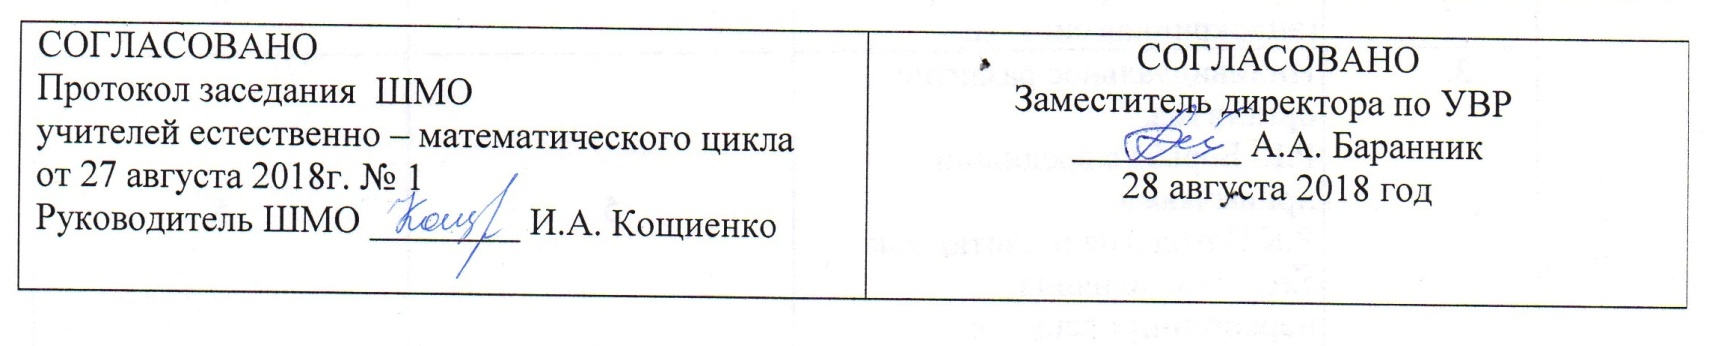 СОГЛАСОВАНО
Протокол заседания ШМО
учителей естественно – математического цикла
от 27 августа 2018г. № 1
Руководитель ШМО _________ И.А. Кощиенко
СОГЛАСОВАНО
Заместитель директора по УВР
__________ А.А. Баранник
28 августа 2018 год